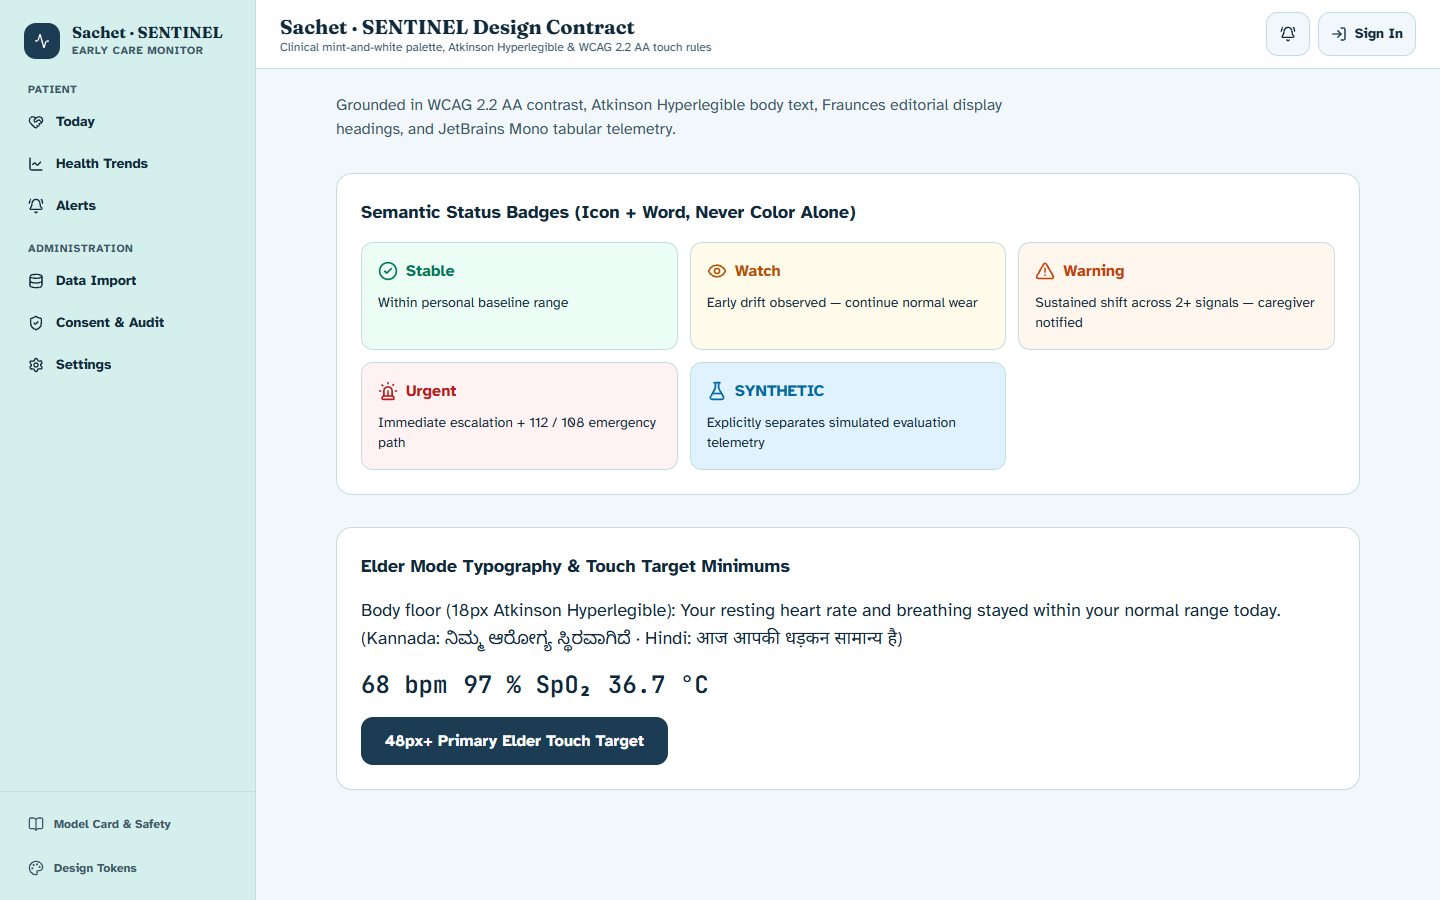 Sachet · SENTINEL
EARLY CARE MONITOR
PATIENT
Today
Health Trends
Alerts
ADMINISTRATION
Data Import
Consent & Audit
Settings
Model Card & Safety
Design Tokens
Sachet · SENTINEL Design Contract
Clinical mint-and-white palette, Atkinson Hyperlegible & WCAG 2.2 AA touch rules
Sign In
Grounded in WCAG 2.2 AA contrast, Atkinson Hyperlegible body text, Fraunces editorial display
headings, and JetBrains Mono tabular telemetry.
Semantic Status Badges (Icon + Word, Never Color Alone)
Stable
Within personal baseline range
Watch
Early drift observed — continue normal wear
Warning
Sustained shift across 2+ signals — caregiver
notified
Urgent
Immediate escalation + 112 / 108 emergency
path
SYNTHETIC
Explicitly separates simulated evaluation
telemetry
Elder Mode Typography & Touch Target Minimums
Body floor (18px Atkinson Hyperlegible): Your resting heart rate and breathing stayed within your normal range today.
(Kannada: ನಿಮ್ಮ ಆರೋಗ್ಯ ಸ್ಥಿರವಾಗಿದೆ · Hindi: आज आपकी धड़कन सामान्य है)
68 bpm 97 % SpO₂ 36.7 °C
48px+ Primary Elder Touch Target